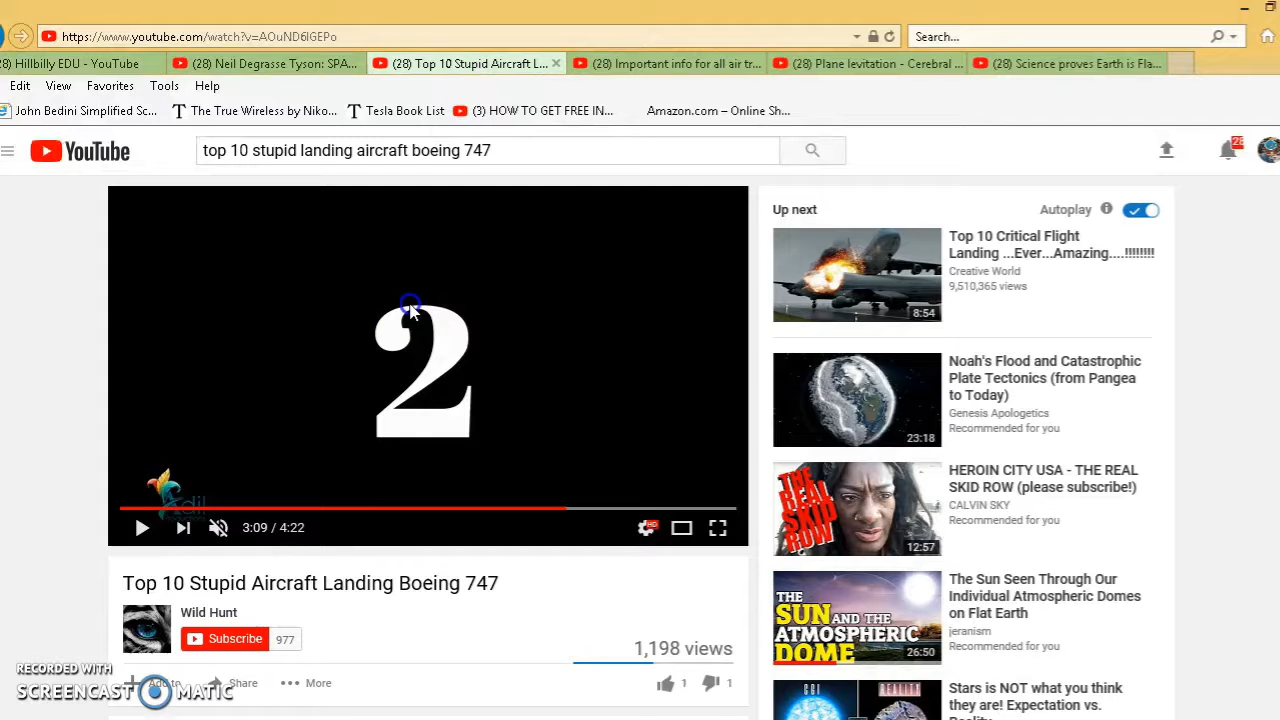 https://www.youtube.com/watch?v=AOuND6lGEPo
Search...
28) Hillbilly EDU - YouTube
(28) Neil Degrasse Tyson: SPA...
(28) Top 10 Stupid Aircraft L...
(28) Important info for all air tr...
(28) Plane levitation - Cerebral ...
(28) Science proves Earth is Fla...
Edit View Favorites Tools Help
John Bedini Simplified Sc...
The True Wireless by Niko...
Tesla Book List
(3) HOW TO GET FREE IN...
Amazon.com – Online Sh...
YouTube
top 10 stupid landing aircraft boeing 747
28
2
3:09 / 4:22
HD
Top 10 Stupid Aircraft Landing Boeing 747
Wild Hunt
Subscribe 977
1,198 views
Add to Share More
1 1
RECORDED WITH
SCREENCAST MATIC
Up next
Autoplay
Top 10 Critical Flight
Landing ...Ever...Amazing....!!!!!!!!
Creative World
9,510,365 views
8:54
Noah's Flood and Catastrophic
Plate Tectonics (from Pangea
to Today)
Genesis Apologetics
Recommended for you
23:18
THE
REAL
SKID
ROW
HEROIN CITY USA - THE REAL
SKID ROW (please subscribe!)
CALVIN SKY
Recommended for you
12:57
THE
SUN AND THE
ATMOSPHERIC
DOME
The Sun Seen Through Our
Individual Atmospheric Domes
on Flat Earth
jeranism
Recommended for you
26:50
CGI
REALITY
Stars is NOT what you think
they are! Expectation vs.